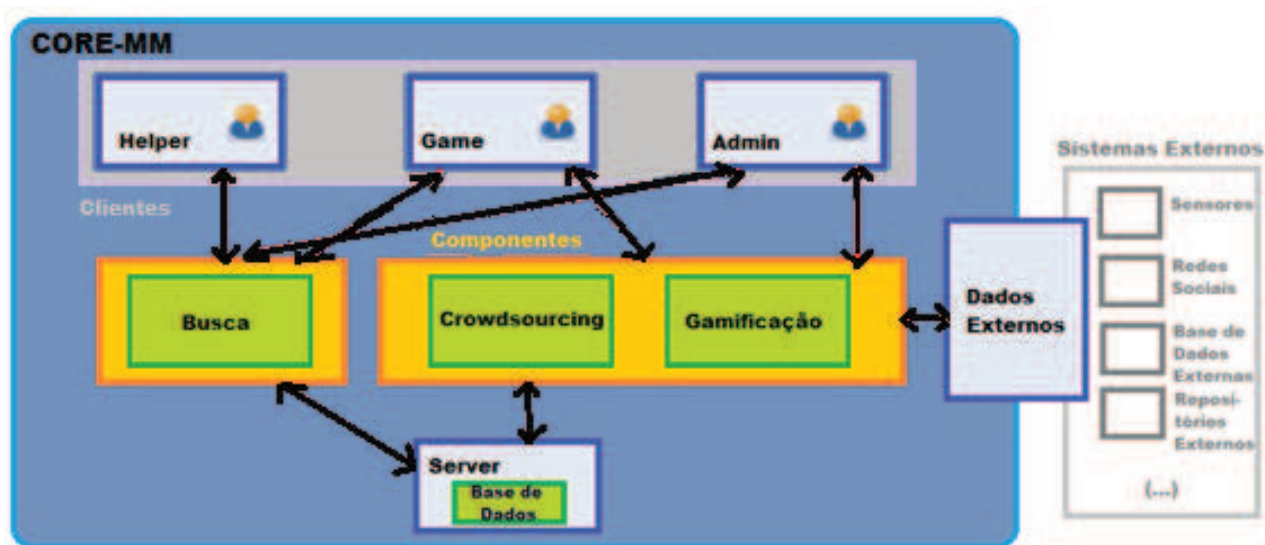 CORE-MM
Helper
Game
Admin
Clientes
Componentes
Busca
Crowdsourcing
Gamificação
Dados
Externos
Server
Base de
Dados
Sistemas Externos
Sensores
Redes
Sociais
Base de
Dados
Externas
Reposi-
tórios
Externos
(...)